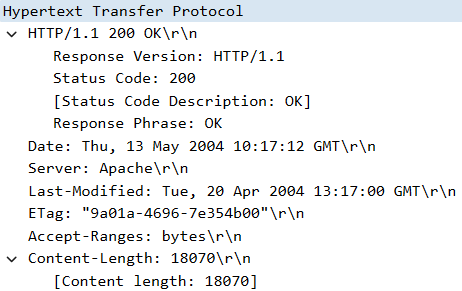 Hypertext Transfer Protocol
HTTP/1.1 200 OK\r\n
Response Version: HTTP/1.1
Status Code: 200
[Status Code Description: OK]
Response Phrase: OK
Date: Thu, 13 May 2004 10:17:12 GMT\r\n
Server: Apache\r\n
Last-Modified: Tue, 20 Apr 2004 13:17:00 GMT\r\n
ETag: "9a01a-4696-7e354b00"\r\n
Accept-Ranges: bytes\r\n
Content-Length: 18070\r\n
[Content length: 18070]